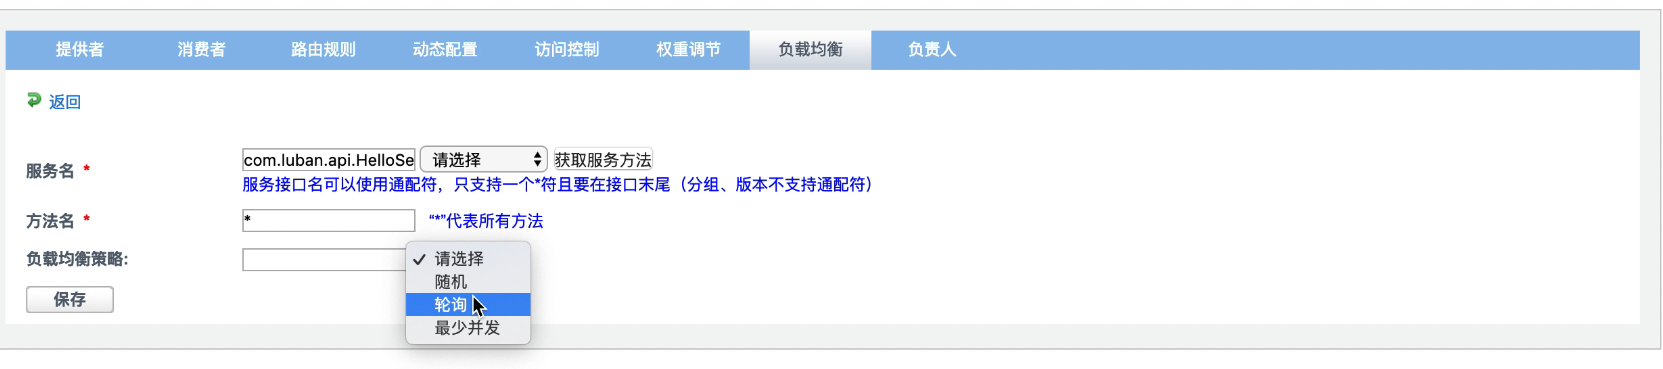 提供者 消费者 路由规则 动态配置 访问控制 权重调节 负载均衡 负责人
返回
服务名 * com.luban.api.HelloSe 请选择 获取服务方法
服务接口名可以使用通配符，只支持一个*符且要在接口末尾（分组、版本不支持通配符）
方法名 * * “*”代表所有方法
负载均衡策略:
✓ 请选择
随机
轮询
最少并发
保存